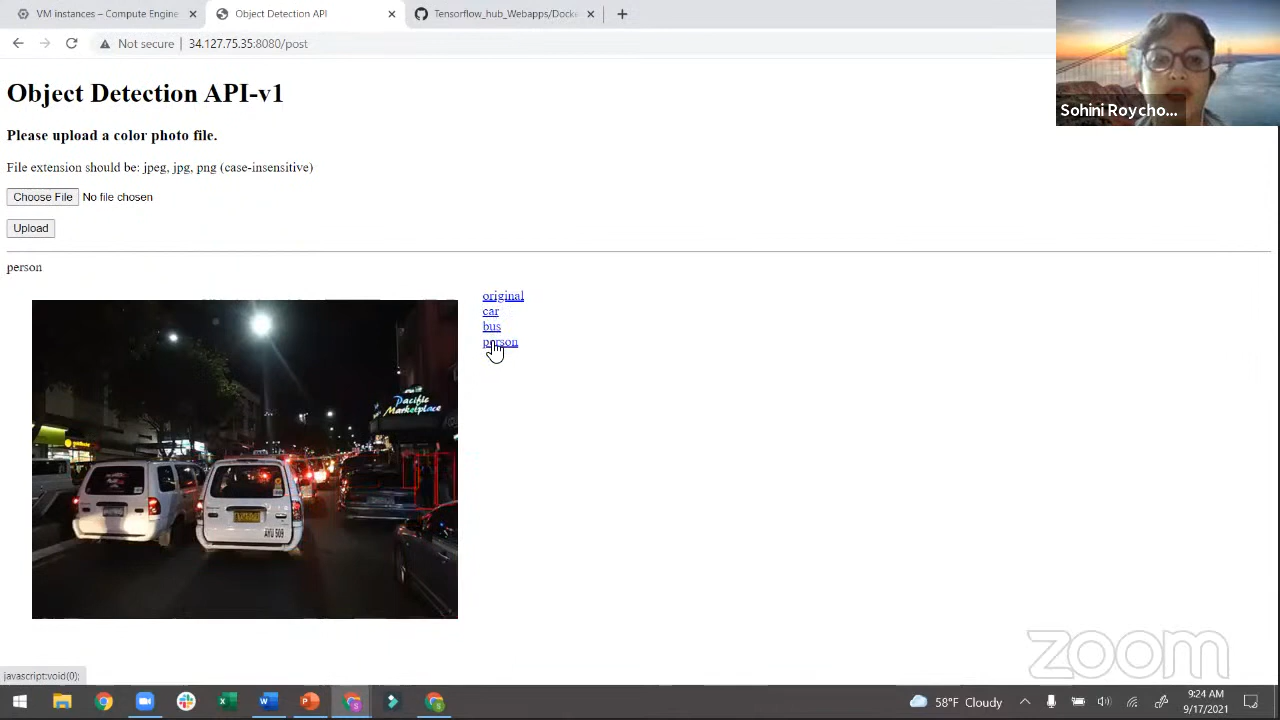 VM instances – Compute Engine
Object Detection API
Tensorflow_hub_Webapps/Docke
Not secure
34.127.75.35:8080/post
Sohini Roycho...
Object Detection API-v1
Please upload a color photo file.
File extension should be: jpeg, jpg, png (case-insensitive)
Choose File No file chosen
Upload
person
original
car
bus
person
Pacific
Marketplace
AYU 509
zoom
javascript:void(0);
58°F Cloudy
9:24 AM
9/17/2021